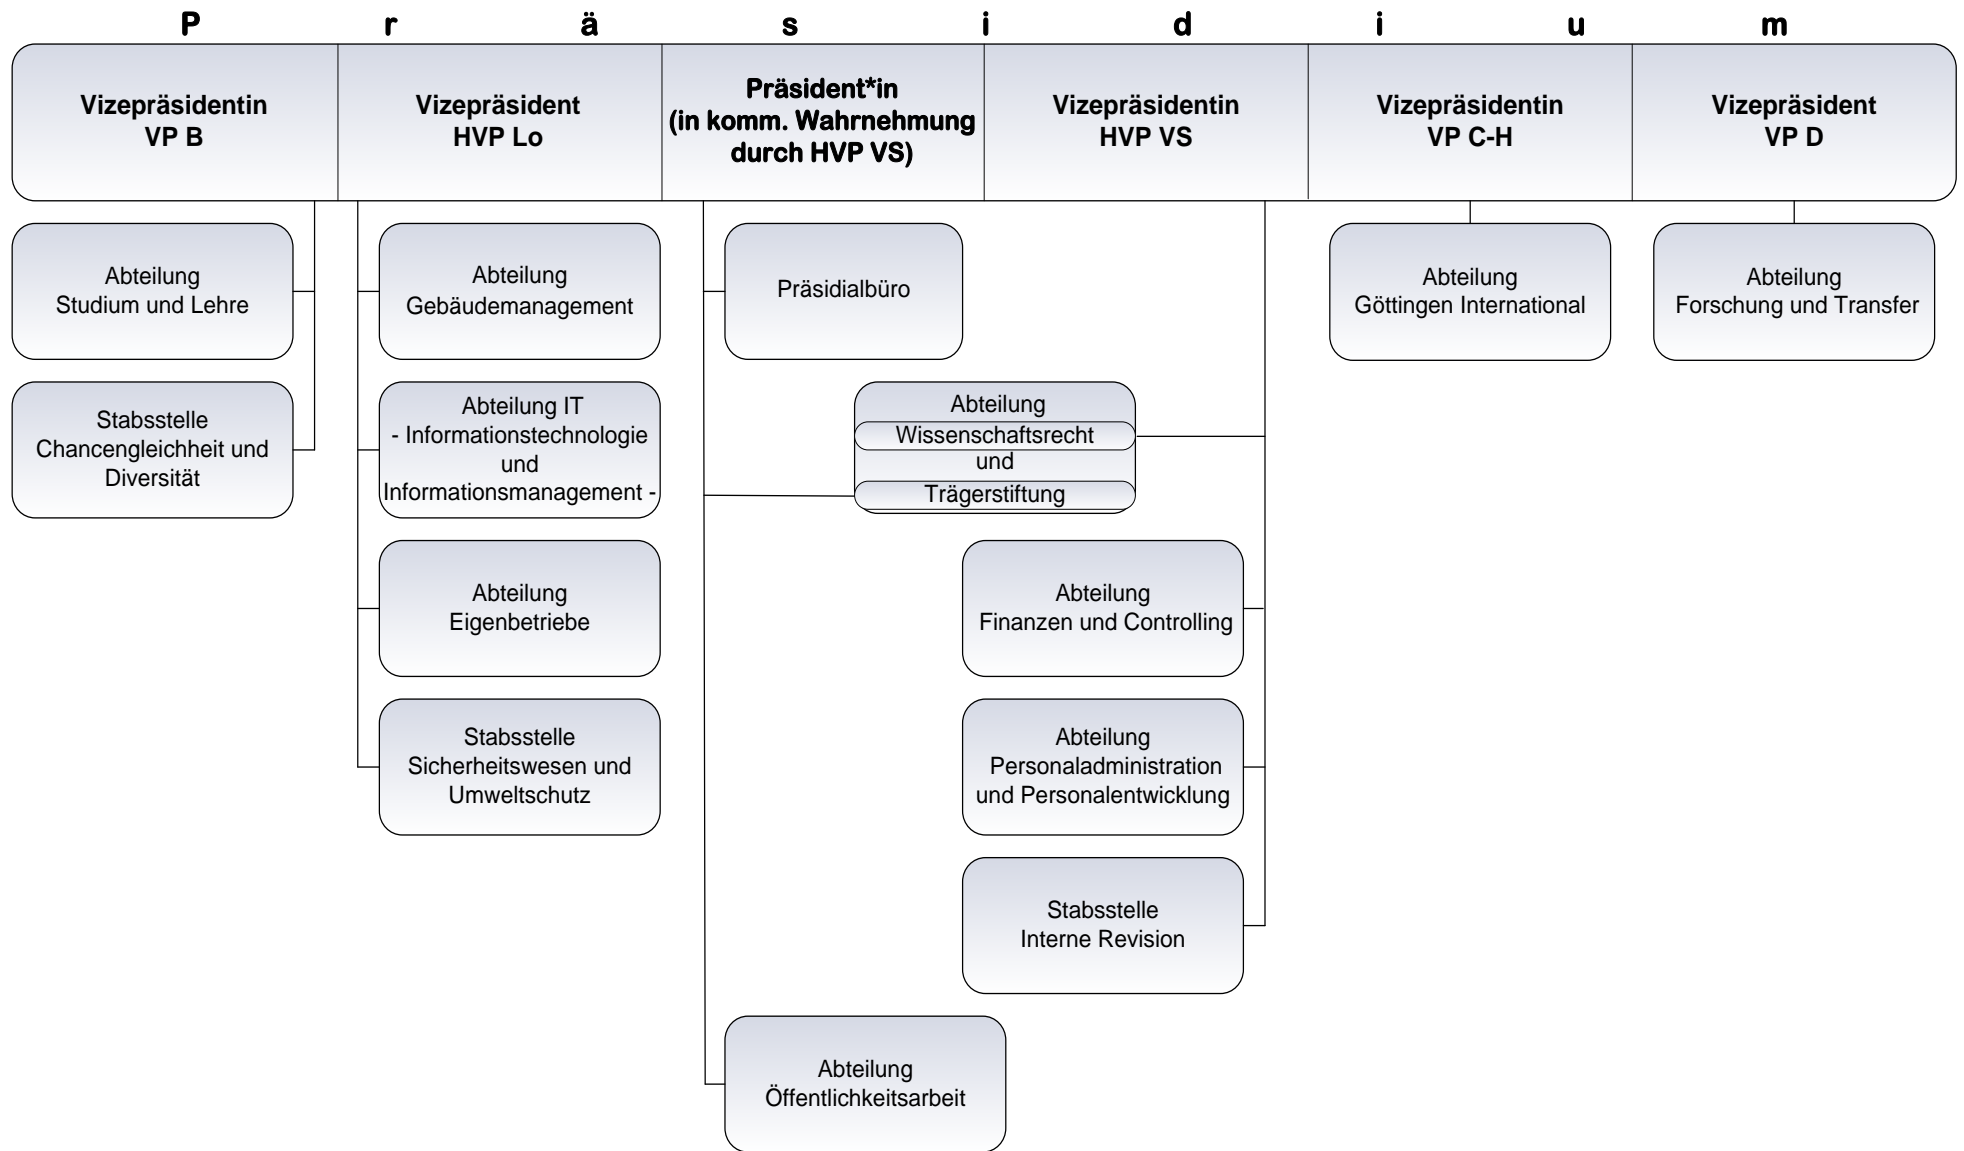 P r ä s i d i u m
Vizepräsidentin
VP B
Vizepräsident
HVP Lo
Präsident*in
(in komm. Wahrnehmung
durch HVP VS)
Vizepräsidentin
HVP VS
Vizepräsidentin
VP C-H
Vizepräsident
VP D
Abteilung
Studium und Lehre
Abteilung
Gebäudemanagement
Präsidialbüro
Abteilung
Göttingen International
Abteilung
Forschung und Transfer
Stabsstelle
Chancengleichheit und
Diversität
Abteilung IT
- Informationstechnologie
und
Informationsmanagement -
Abteilung
Wissenschaftsrecht
und
Trägerstiftung
Abteilung
Eigenbetriebe
Abteilung
Finanzen und Controlling
Stabsstelle
Sicherheitswesen und
Umweltschutz
Abteilung
Personaladministration
und Personalentwicklung
Stabsstelle
Interne Revision
Abteilung
Öffentlichkeitsarbeit